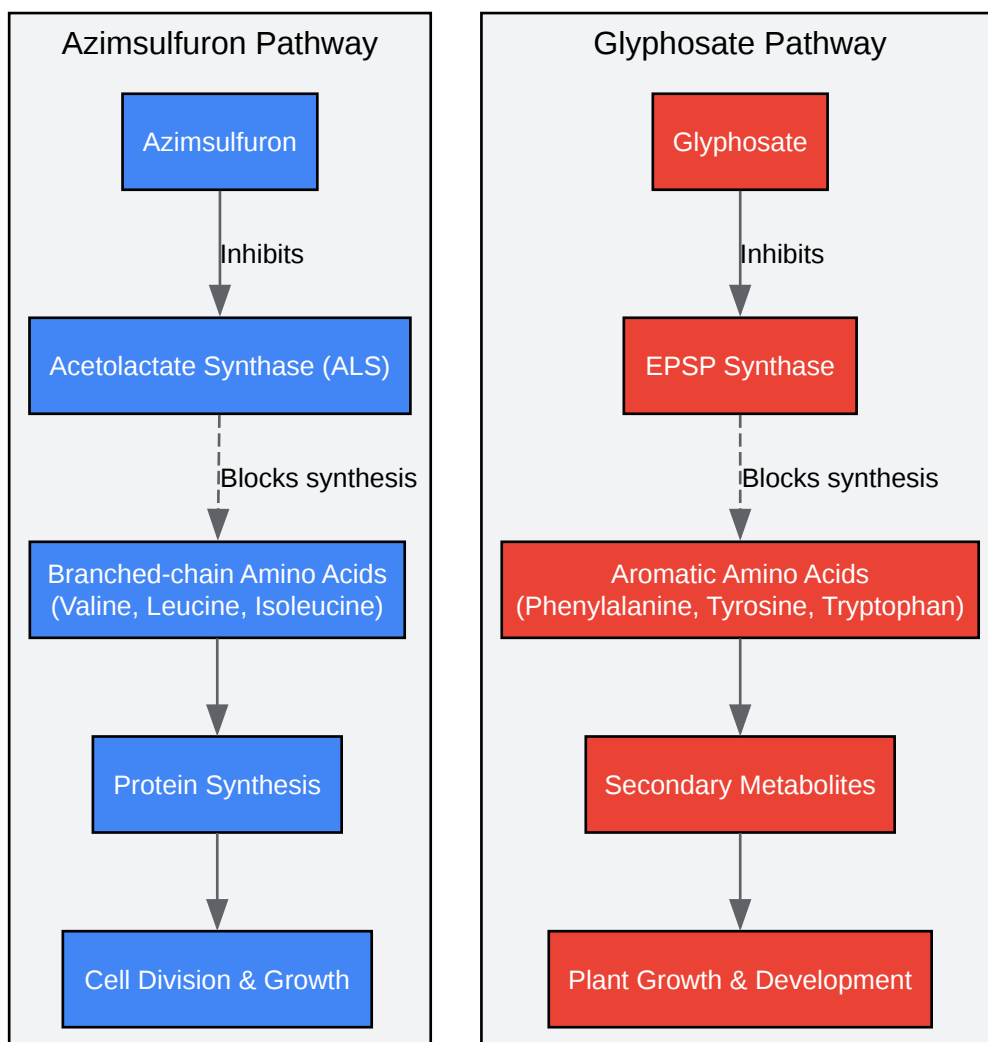 Azimsulfuron Pathway
Azimsulfuron
Inhibits
Acetolactate Synthase (ALS)
Blocks synthesis
Branched-chain Amino Acids
(Valine, Leucine, Isoleucine)
Protein Synthesis
Cell Division & Growth
Glyphosate Pathway
Glyphosate
Inhibits
EPSP Synthase
Blocks synthesis
Aromatic Amino Acids
(Phenylalanine, Tyrosine, Tryptophan)
Secondary Metabolites
Plant Growth & Development